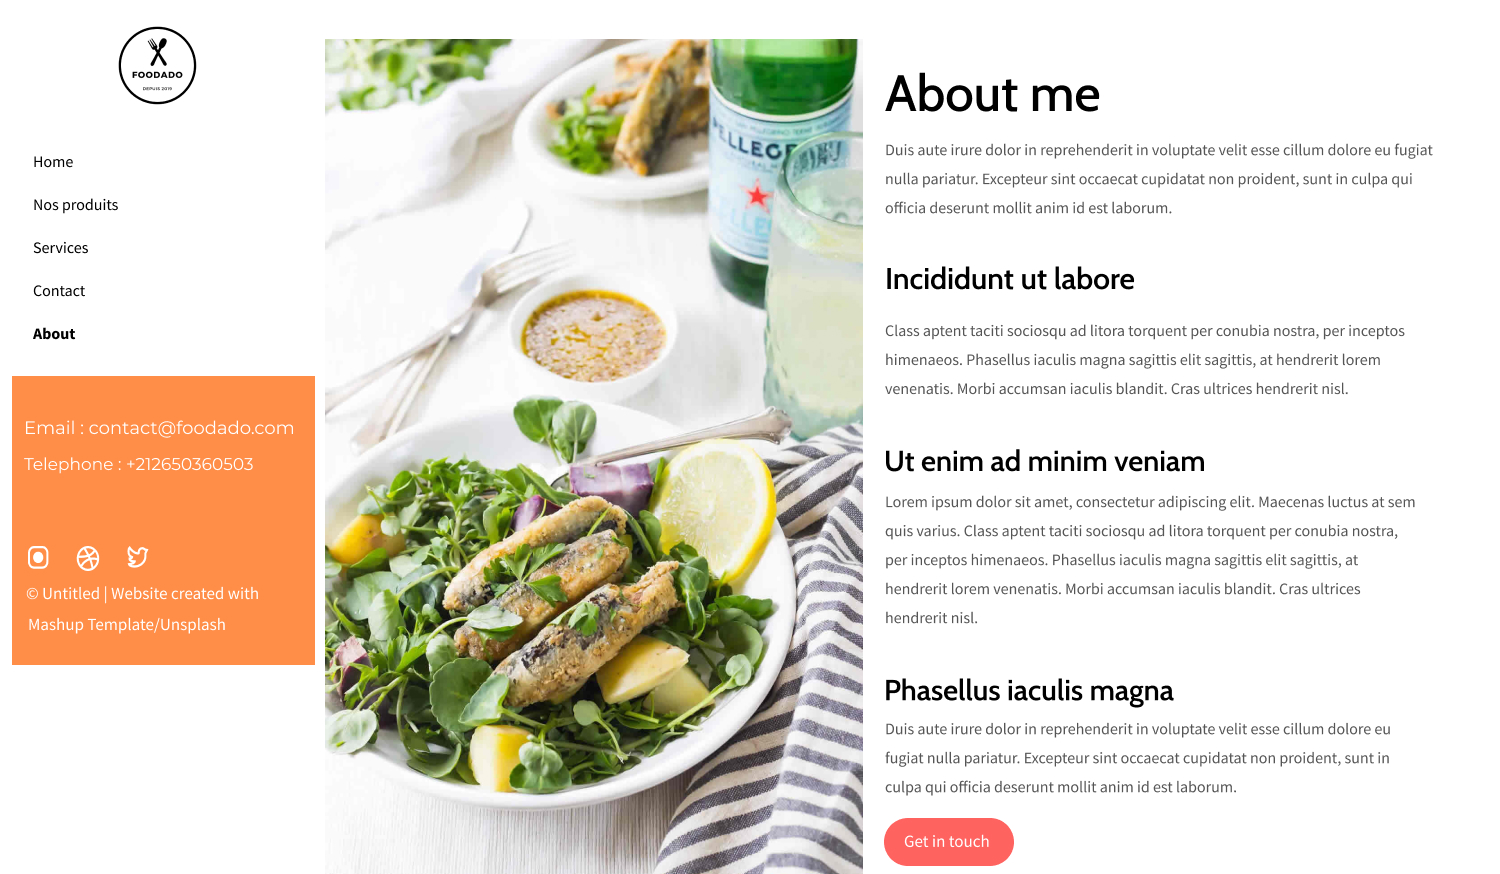 FOODADO
DEPUIS 2019
Home
Nos produits
Services
Contact
About
Email : contact@foodado.com
Telephone : +212650360503
© Untitled | Website created with
Mashup Template/Unsplash
About me
Duis aute irure dolor in reprehenderit in voluptate velit esse cillum dolore eu fugiat
nulla pariatur. Excepteur sint occaecat cupidatat non proident, sunt in culpa qui
officia deserunt mollit anim id est laborum.
Incididunt ut labore
Class aptent taciti sociosqu ad litora torquent per conubia nostra, per inceptos
himenaeos. Phasellus iaculis magna sagittis elit sagittis, at hendrerit lorem
venenatis. Morbi accumsan iaculis blandit. Cras ultrices hendrerit nisl.
Ut enim ad minim veniam
Lorem ipsum dolor sit amet, consectetur adipiscing elit. Maecenas luctus at sem
quis varius. Class aptent taciti sociosqu ad litora torquent per conubia nostra,
per inceptos himenaeos. Phasellus iaculis magna sagittis elit sagittis, at
hendrerit lorem venenatis. Morbi accumsan iaculis blandit. Cras ultrices
hendrerit nisl.
Phasellus iaculis magna
Duis aute irure dolor in reprehenderit in voluptate velit esse cillum dolore eu
fugiat nulla pariatur. Excepteur sint occaecat cupidatat non proident, sunt in
culpa qui officia deserunt mollit anim id est laborum.
Get in touch